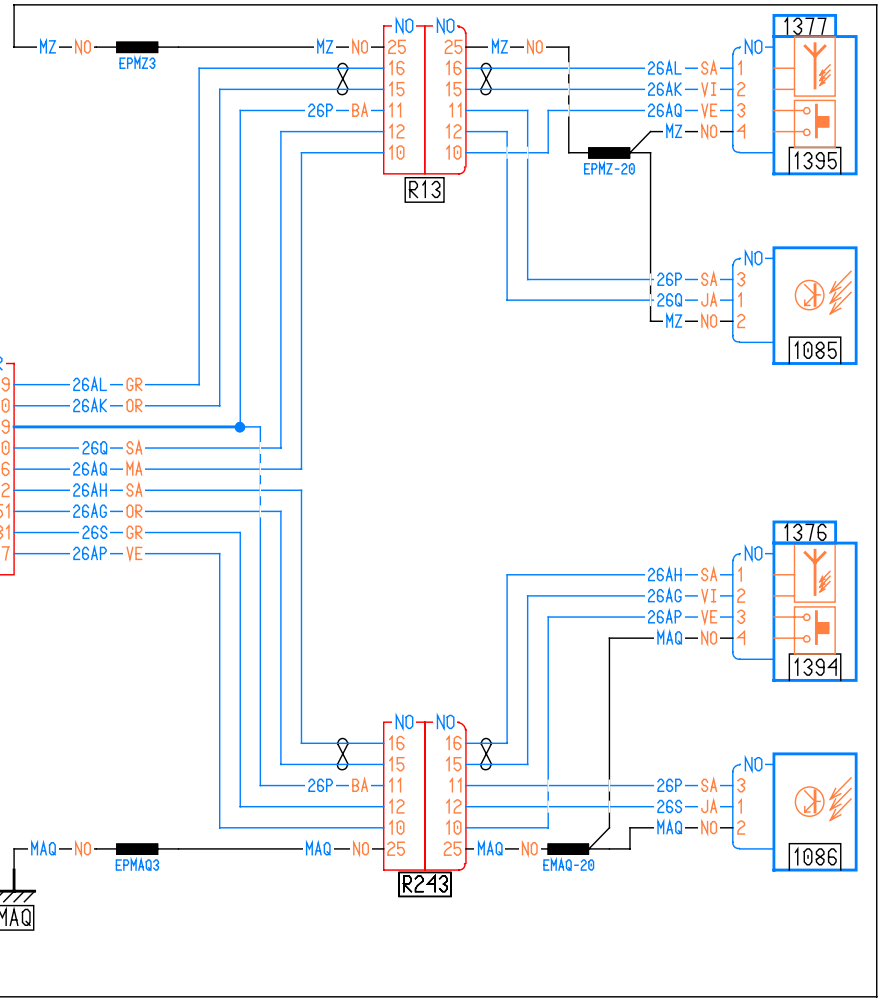 NO NO
MZ NO EPMZ3 MZ NO 25 25 MZ NO
1377
NO
16 16 26AL SA 1
15 15 26AK VI 2
26P BA 11 11 26AQ VE 3
12 12 MZ NO 4
10 10
EPMZ-20
1395
R13
NO
26P SA 3
26Q JA 1
MZ NO 2
1085
9 26AL GR
0 26AK OR
9
0 26Q SA
6 26AQ MA
2 26AH SA
51 26AG OR
31 26S GR
7 26AP VE
1376
NO
26AH SA 1
26AG VI 2
26AP VE 3
MAQ NO 4
1394
NO NO
16 16
15 15
26P BA 11 11
12 12
10 10
MAQ NO EPMAQ3 MAQ NO 25 25 MAQ NO
EMAQ-20
NO
26P SA 3
26S JA 1
MAQ NO 2
1086
R243
MAQ